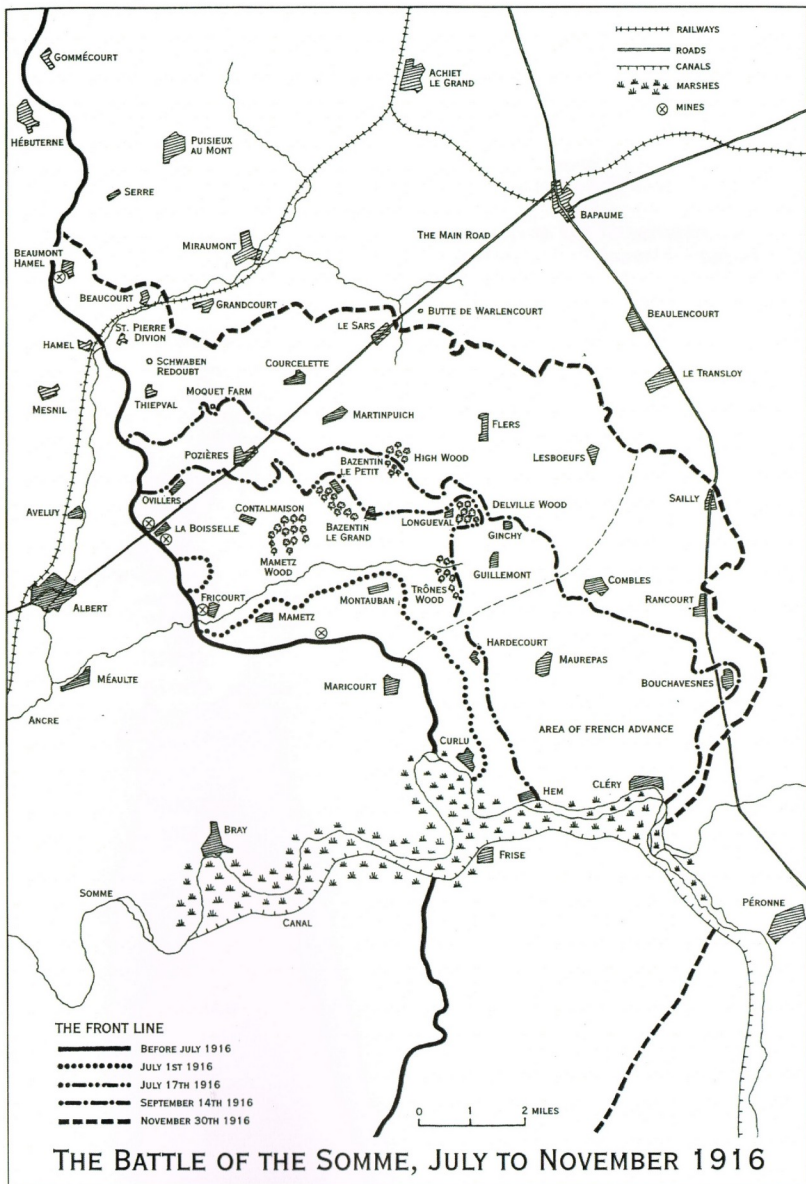 RAILWAYS
ROADS
CANALS
MARSHES
MINES
GOMMÉCOURT
ACHIET
LE GRAND
HÉBUTERNE
PUISIEUX
AU MONT
SERRE
BAPAUME
THE MAIN ROAD
MIRAUMONT
BEAUMONT
HAMEL
BEAUCOURT
GRANDCOURT
BUTTE DE WARLENCOURT
LE SARS
BEAULENCOURT
ST. PIERRE
DIVION
HAMEL
SCHWABEN
REDOUBT
COURCELETTE
LE TRANSLOY
MESNIL
THIEPVAL
MOQUET FARM
MARTINPUICH
FLERS
POZIÈRES
BAZENTIN
LE PETIT
HIGH WOOD
LESBOEUFS
OVILLERS
SAILLY
AVELUY
LA BOISSELLE
CONTALMAISON
BAZENTIN
LE GRAND
LONGUEVAL
DELVILLE WOOD
GINCHY
MAMETZ
WOOD
GUILLEMONT
TRÔNES
WOOD
COMBLES
ALBERT
FRICOURT
MONTAUBAN
RANCOURT
MAMETZ
HARDECOURT
MAUREPAS
MÉAULTE
MARICOURT
BOUCHAVESNES
ANCRE
AREA OF FRENCH ADVANCE
CURLU
HEM
CLÉRY
BRAY
FRISE
SOMME
CANAL
PÉRONNE
THE FRONT LINE
BEFORE JULY 1916
JULY 1ST 1916
JULY 17TH 1916
SEPTEMBER 14TH 1916
NOVEMBER 30TH 1916
0 1 2 MILES
THE BATTLE OF THE SOMME, JULY TO NOVEMBER 1916